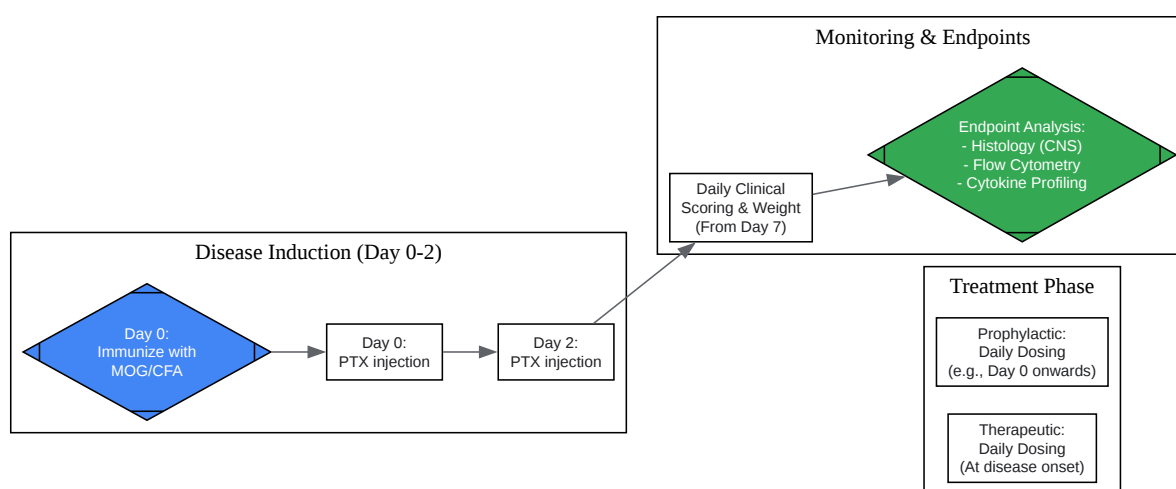 Monitoring & Endpoints
Endpoint Analysis:
- Histology (CNS)
- Flow Cytometry
- Cytokine Profiling
Daily Clinical
Scoring & Weight
(From Day 7)
Disease Induction (Day 0-2)
Day 0:
Immunize with
MOG/CFA
Day 0:
PTX injection
Day 2:
PTX injection
Treatment Phase
Prophylactic:
Daily Dosing
(e.g., Day 0 onwards)
Therapeutic:
Daily Dosing
(At disease onset)